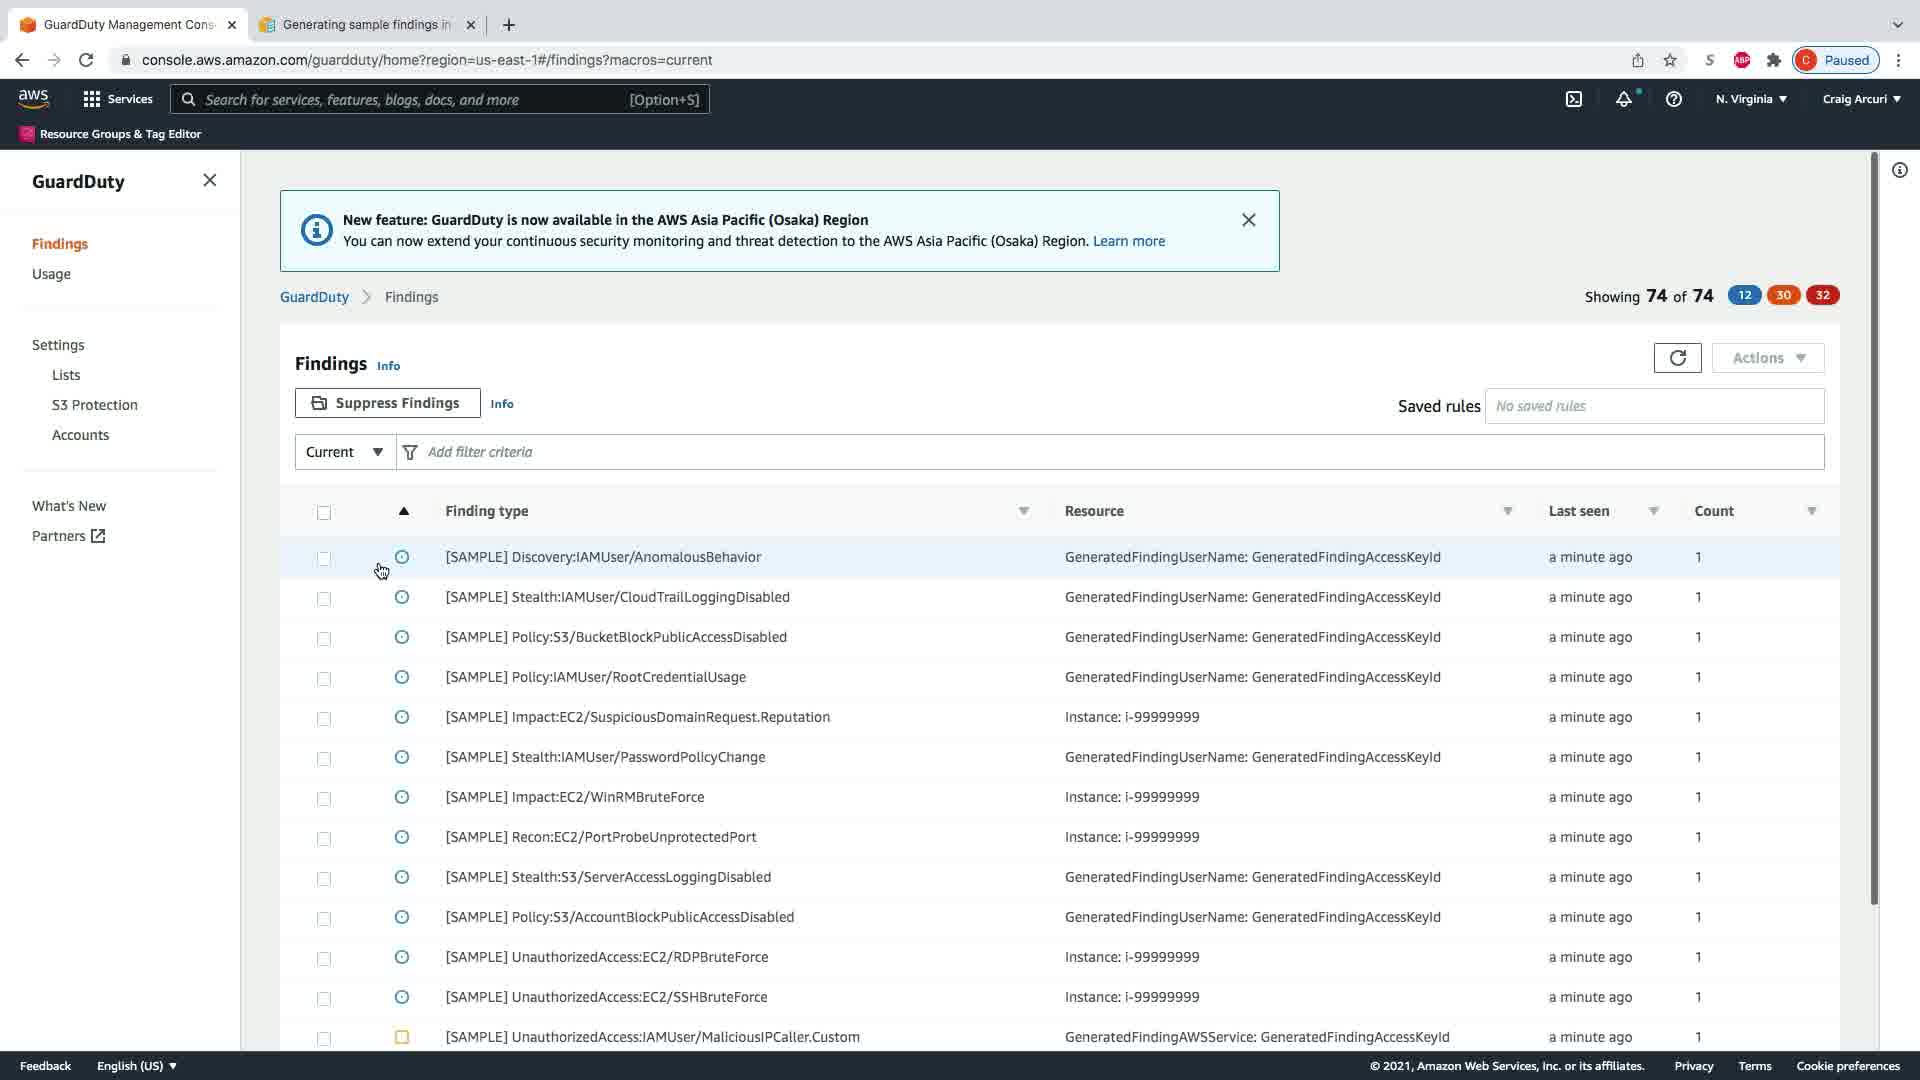 GuardDuty Management Cons
Generating sample findings in
console.aws.amazon.com/guardduty/home?region=us-east-1#/findings?macros=current
S
ABP
C
Paused
aws
Services
Search for services, features, blogs, docs, and more
[Option+S]
N. Virginia
Craig Arcuri
Resource Groups & Tag Editor
GuardDuty
Findings
Usage
Settings
Lists
S3 Protection
Accounts
What's New
Partners
New feature: GuardDuty is now available in the AWS Asia Pacific (Osaka) Region
You can now extend your continuous security monitoring and threat detection to the AWS Asia Pacific (Osaka) Region. Learn more
GuardDuty Findings
Showing 74 of 74 12 30 32
Findings Info
Actions
Suppress Findings Info
Saved rules No saved rules
Current Add filter criteria
Finding type Resource Last seen Count
[SAMPLE] Discovery:IAMUser/AnomalousBehavior GeneratedFindingUserName: GeneratedFindingAccessKeyId a minute ago 1
[SAMPLE] Stealth:IAMUser/CloudTrailLoggingDisabled GeneratedFindingUserName: GeneratedFindingAccessKeyId a minute ago 1
[SAMPLE] Policy:S3/BucketBlockPublicAccessDisabled GeneratedFindingUserName: GeneratedFindingAccessKeyId a minute ago 1
[SAMPLE] Policy:IAMUser/RootCredentialUsage GeneratedFindingUserName: GeneratedFindingAccessKeyId a minute ago 1
[SAMPLE] Impact:EC2/SuspiciousDomainRequest.Reputation Instance: i-99999999 a minute ago 1
[SAMPLE] Stealth:IAMUser/PasswordPolicyChange GeneratedFindingUserName: GeneratedFindingAccessKeyId a minute ago 1
[SAMPLE] Impact:EC2/WinRMBruteForce Instance: i-99999999 a minute ago 1
[SAMPLE] Recon:EC2/PortProbeUnprotectedPort Instance: i-99999999 a minute ago 1
[SAMPLE] Stealth:S3/ServerAccessLoggingDisabled GeneratedFindingUserName: GeneratedFindingAccessKeyId a minute ago 1
[SAMPLE] Policy:S3/AccountBlockPublicAccessDisabled GeneratedFindingUserName: GeneratedFindingAccessKeyId a minute ago 1
[SAMPLE] UnauthorizedAccess:EC2/RDPBruteForce Instance: i-99999999 a minute ago 1
[SAMPLE] UnauthorizedAccess:EC2/SSHBruteForce Instance: i-99999999 a minute ago 1
[SAMPLE] UnauthorizedAccess:IAMUser/MaliciousIPCaller.Custom GeneratedFindingAWSService: GeneratedFindingAccessKeyId a minute ago 1
Feedback English (US) © 2021, Amazon Web Services, Inc. or its affiliates. Privacy Terms Cookie preferences